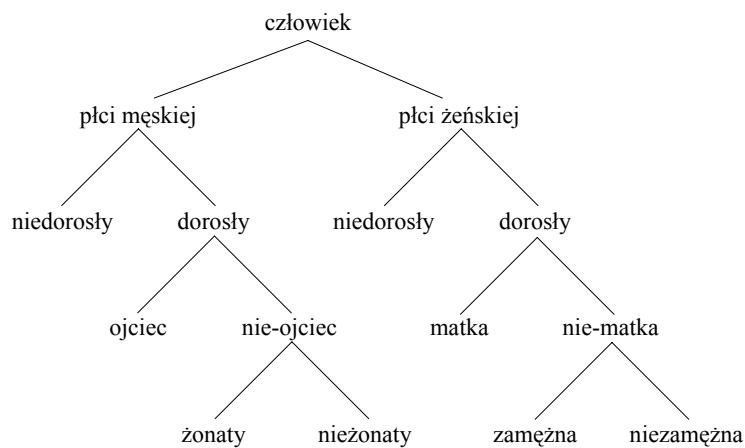 człowiek
płci męskiej płci żeńskiej
niedorosły dorosły niedorosły dorosły
ojciec nie-ojciec matka nie-matka
żonaty nieżonaty zamężna niezamężna